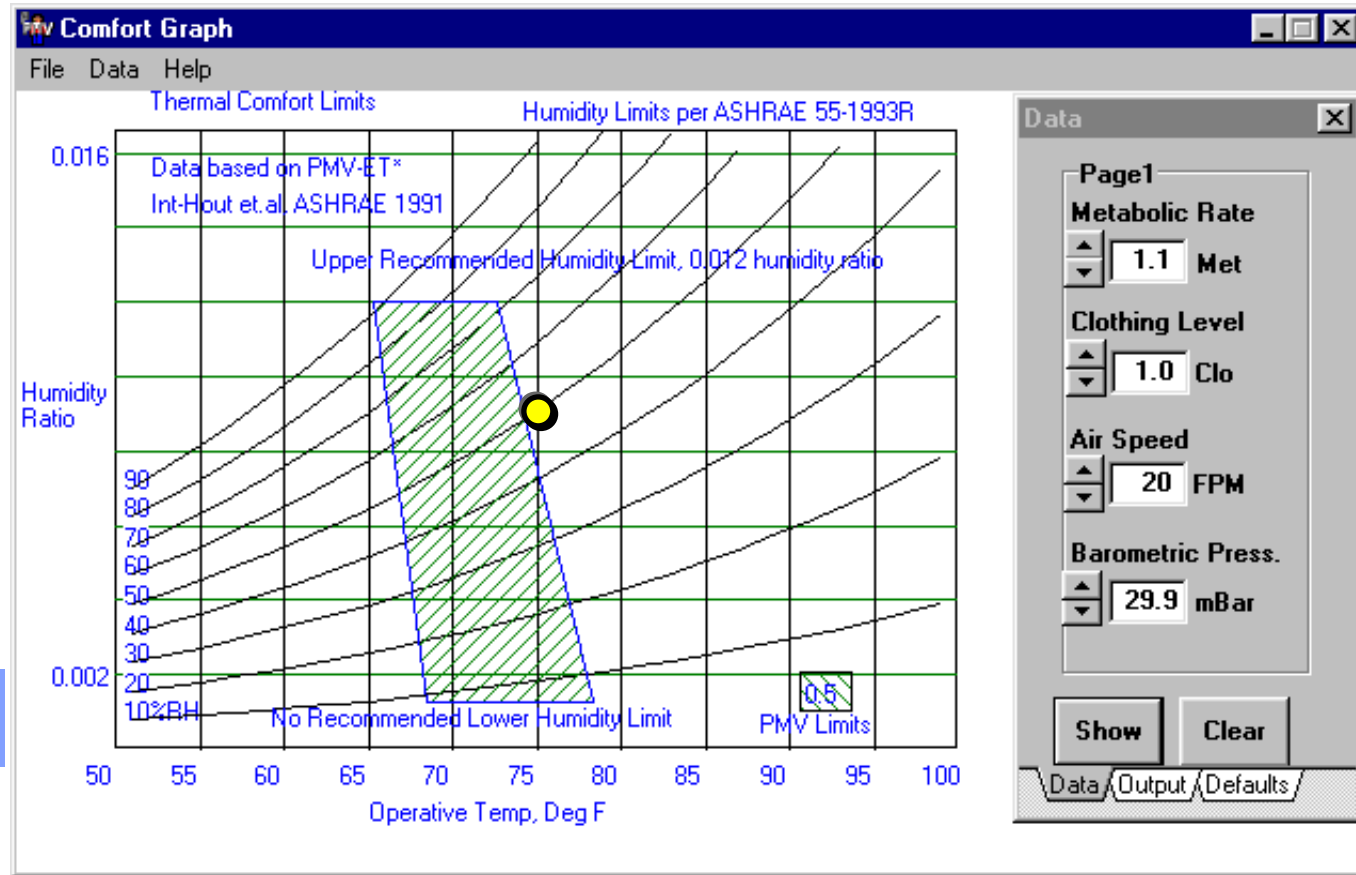 PMV Comfort Graph
File Data Help
Thermal Comfort Limits
Humidity Limits per ASHRAE 55-1993R
0.016
Data based on PMV-ET*
Int-Hout et.al. ASHRAE 1991
Upper Recommended Humidity Limit, 0.012 humidity ratio
Humidity
Ratio
90
80
70
60
50
40
30
0.002
20
10%RH
No Recommended Lower Humidity Limit
0.5
PMV Limits
50 55 60 65 70 75 80 85 90 95 100
Operative Temp, Deg F
Data
Page1
Metabolic Rate
1.1 Met
Clothing Level
1.0 Clo
Air Speed
20 FPM
Barometric Press.
29.9 mBar
Show Clear
Data Output Defaults